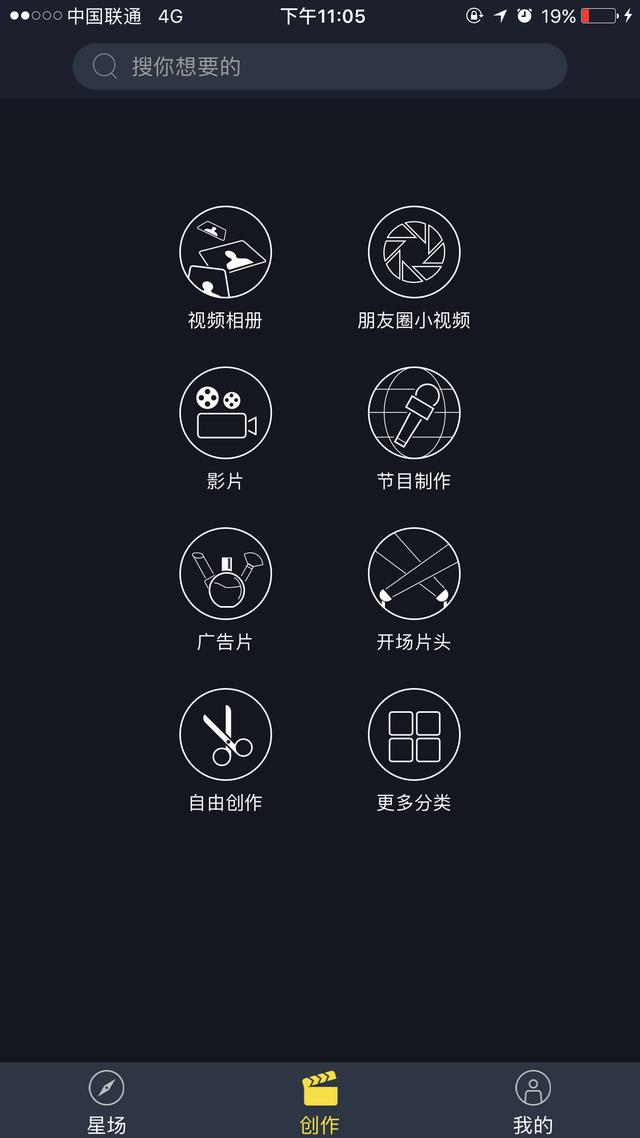 中国联通 4G 下午11:05 19%
搜你想要的
视频相册 朋友圈小视频
影片 节目制作
广告片 开场片头
自由创作 更多分类
星场 创作 我的